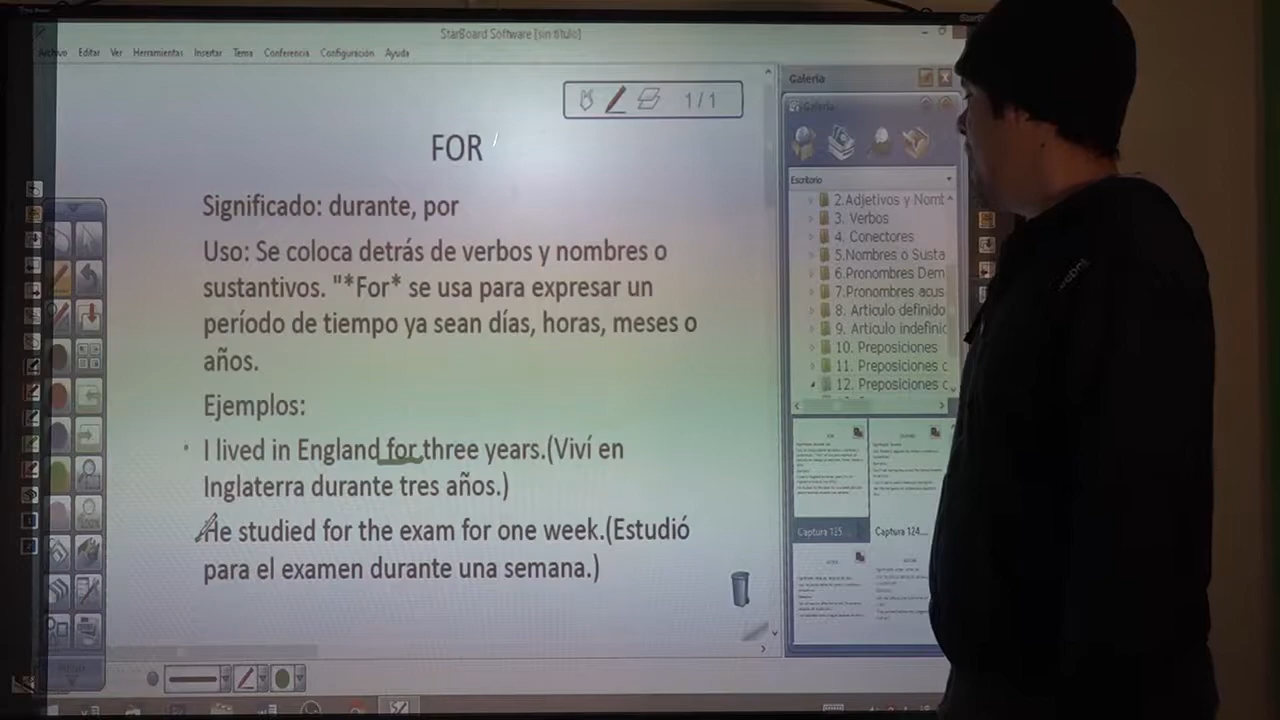 StarBoard Software [sin título]
Archivo Editar Ver Herramientas Insertar Tema Conferencia Configuración Ayuda
1/1
FOR
Significado: durante, por
Uso: Se coloca detrás de verbos y nombres o
sustantivos. "*For* se usa para expresar un
período de tiempo ya sean días, horas, meses o
años.
Ejemplos:
I lived in England for three years.(Viví en
Inglaterra durante tres años.)
He studied for the exam for one week.(Estudió
para el examen durante una semana.)
Galería
Galería
Escritorio
2.Adjetivos y Nomt
3. Verbos
4. Conectores
5.Nombres o Susta
6.Pronombres Dem
7.Pronombres acus
8. Articulo definido
9. Articulo indefinic
10. Preposiciones
11. Preposiciones c
12. Preposiciones c
Captura 125
Captura 124...